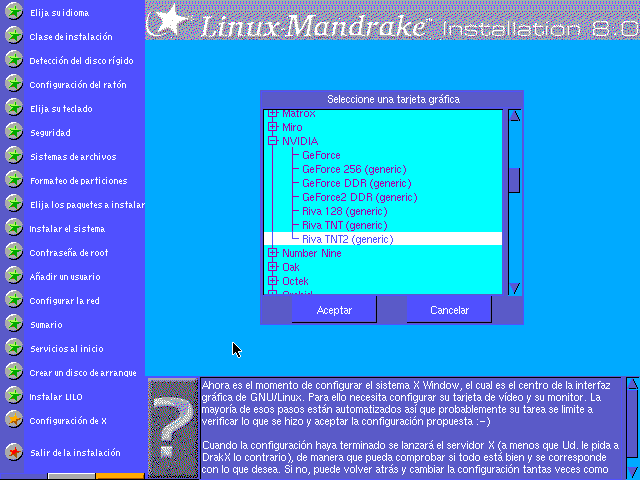 Linux Mandrake™ Installation 8.0
Elija su idioma
Clase de instalación
Detección del disco rígido
Configuración del ratón
Elija su teclado
Seguridad
Sistemas de archivos
Formateo de particiones
Elija los paquetes a instalar
Instalar el sistema
Contraseña de root
Añadir un usuario
Configurar la red
Sumario
Servicios al inicio
Crear un disco de arranque
Instalar LILO
Configuración de X
Salir de la instalación
Seleccione una tarjeta gráfica
Matrox
Miro
NVIDIA
GeForce
GeForce 256 (generic)
GeForce DDR (generic)
GeForce2 DDR (generic)
Riva 128 (generic)
Riva TNT (generic)
Riva TNT2 (generic)
Number Nine
Oak
Octek
Aceptar
Cancelar
Ahora es el momento de configurar el sistema X Window, el cual es el centro de la interfaz
gráfica de GNU/Linux. Para ello necesita configurar su tarjeta de vídeo y su monitor. La
mayoría de esos pasos están automatizados así que probablemente su tarea se limite a
verificar lo que se hizo y aceptar la configuración propuesta :-)
Cuando la configuración haya terminado se lanzará el servidor X (a menos que Ud. le pida a
DrakX lo contrario), de manera que pueda comprobar si todo está bien y se corresponde
con lo que desea. Si no, puede volver atrás y cambiar la configuración tantas veces como